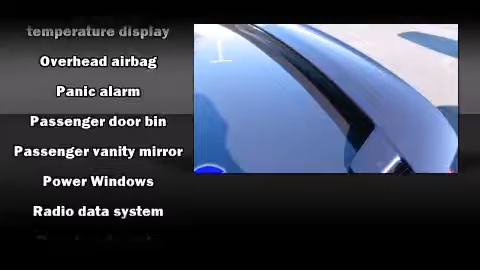 temperature display
Overhead airbag
Panic alarm
Passenger door bin
Passenger vanity mirror
Power Windows
Radio data system